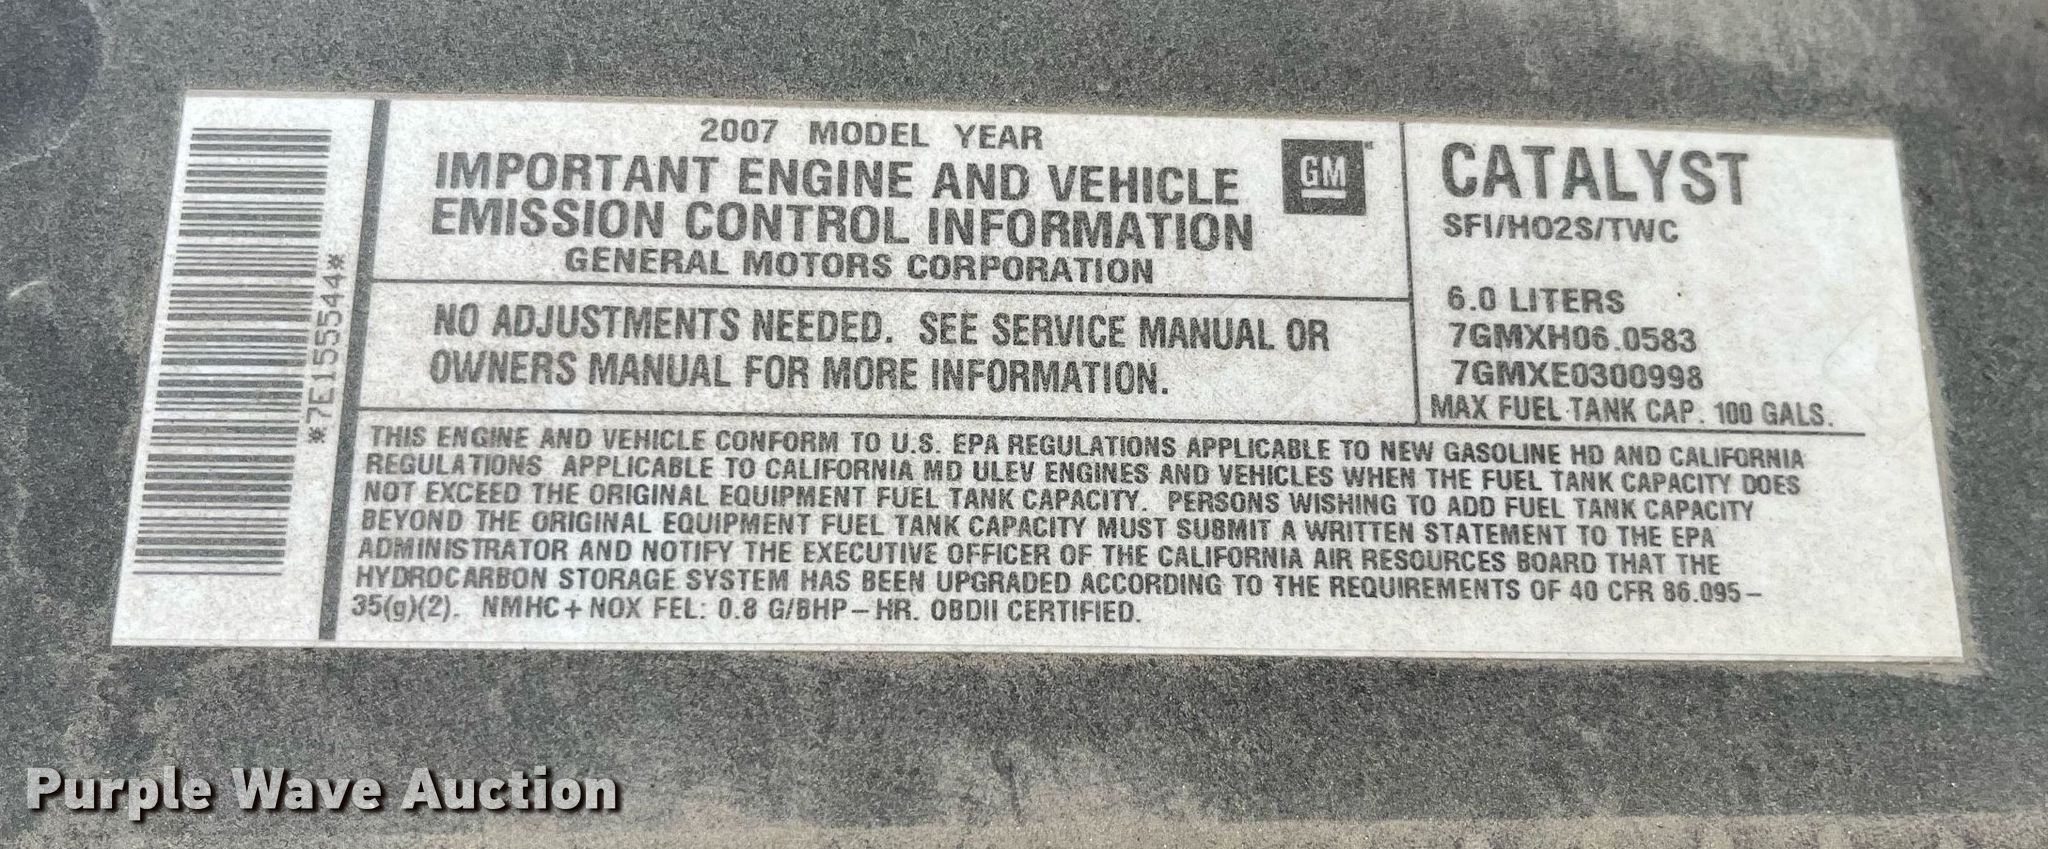 *7E155544*
2007 MODEL YEAR
IMPORTANT ENGINE AND VEHICLE
EMISSION CONTROL INFORMATION
GENERAL MOTORS CORPORATION
GM
NO ADJUSTMENTS NEEDED. SEE SERVICE MANUAL OR
OWNERS MANUAL FOR MORE INFORMATION.
CATALYST
SFI/HO2S/TWC
6.0 LITERS
7GMXH06.0583
7GMXE0300998
MAX FUEL TANK CAP. 100 GALS.
THIS ENGINE AND VEHICLE CONFORM TO U.S. EPA REGULATIONS APPLICABLE TO NEW GASOLINE HD AND CALIFORNIA
REGULATIONS APPLICABLE TO CALIFORNIA MD ULEV ENGINES AND VEHICLES WHEN THE FUEL TANK CAPACITY DOES
NOT EXCEED THE ORIGINAL EQUIPMENT FUEL TANK CAPACITY. PERSONS WISHING TO ADD FUEL TANK CAPACITY
BEYOND THE ORIGINAL EQUIPMENT FUEL TANK CAPACITY MUST SUBMIT A WRITTEN STATEMENT TO THE EPA
ADMINISTRATOR AND NOTIFY THE EXECUTIVE OFFICER OF THE CALIFORNIA AIR RESOURCES BOARD THAT THE
HYDROCARBON STORAGE SYSTEM HAS BEEN UPGRADED ACCORDING TO THE REQUIREMENTS OF 40 CFR 86.095-
35(g)(2). NMHC+NOX FEL: 0.8 G/BHP-HR. OBDII CERTIFIED.
Purple Wave Auction